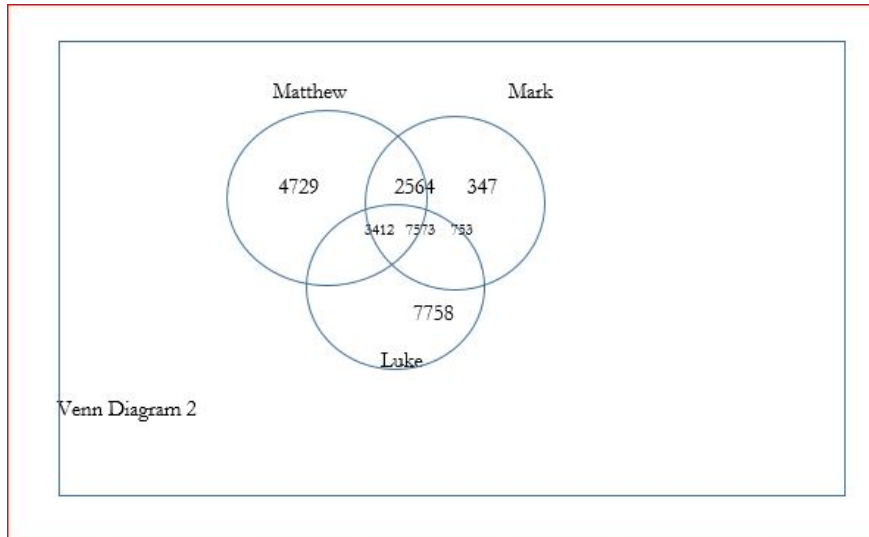 Matthew Mark
4729 2564 347
3412 7573 753
7758
Luke
Venn Diagram 2